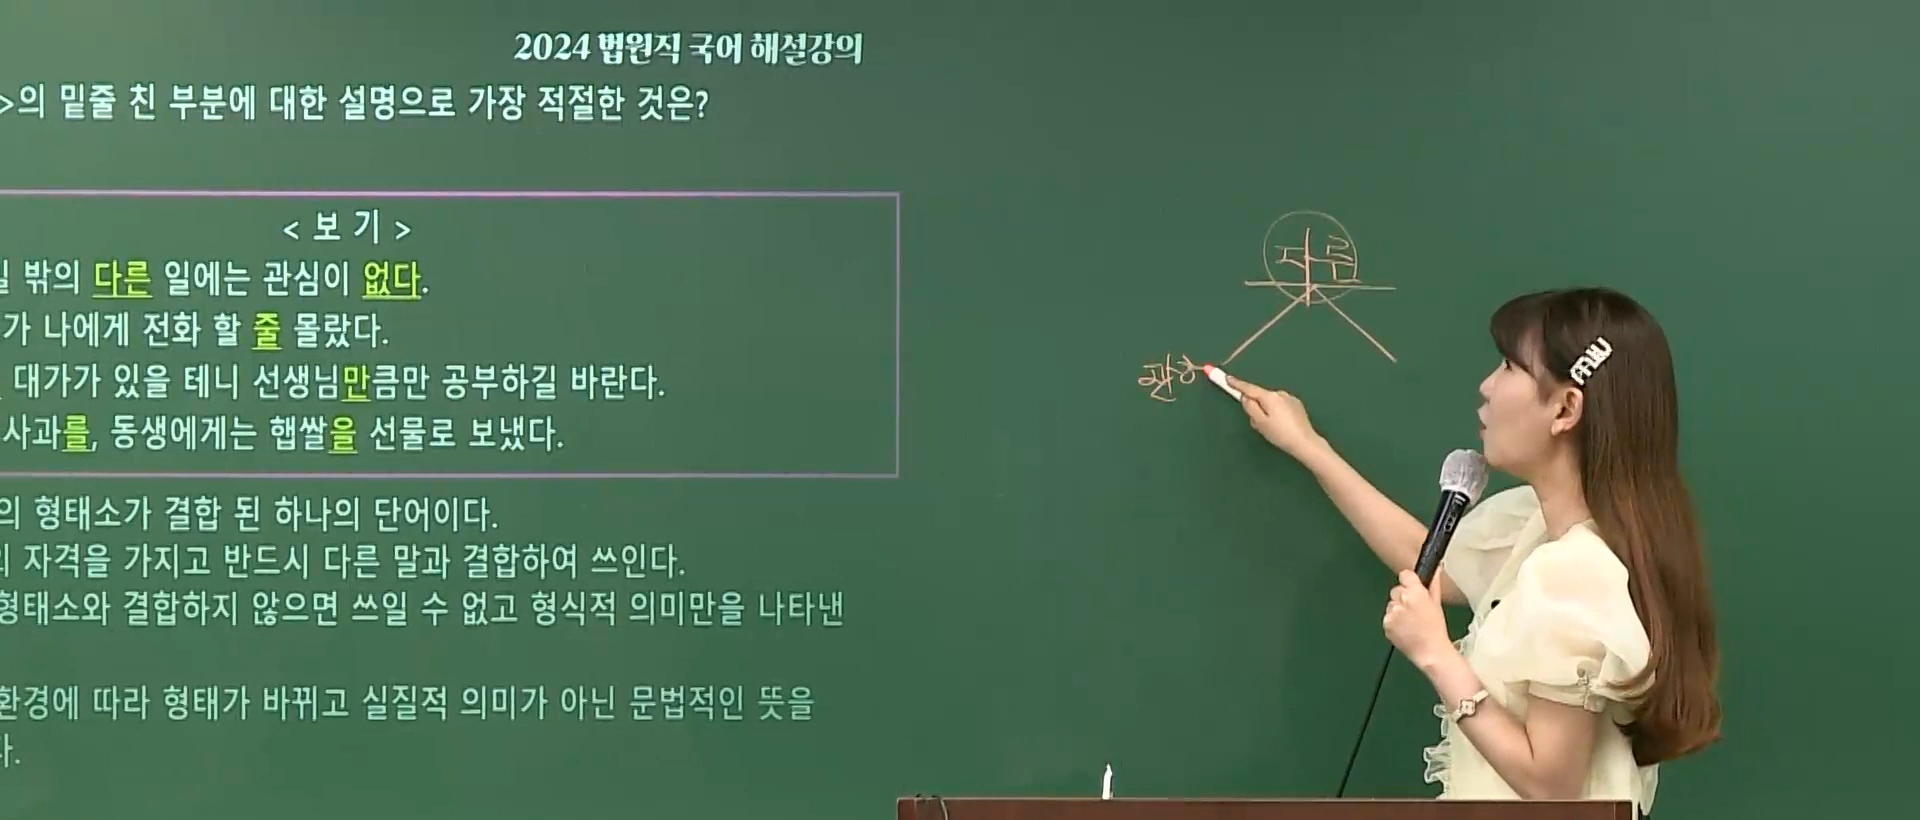 2024 법원직 국어 해설강의
>의 밑줄 친 부분에 대한 설명으로 가장 적절한 것은?
< 보 기 >
밖의 다른 일에는 관심이 없다.
가 나에게 전화 할 줄 몰랐다.
대가가 있을 테니 선생님만큼만 공부하길 바란다.
사과를, 동생에게는 햅쌀을 선물로 보냈다.
의 형태소가 결합 된 하나의 단어이다.
의 자격을 가지고 반드시 다른 말과 결합하여 쓰인다.
형태소와 결합하지 않으면 쓰일 수 없고 형식적 의미만을 나타낸
환경에 따라 형태가 바뀌고 실질적 의미가 아닌 문법적인 뜻을
다.
다른
관형